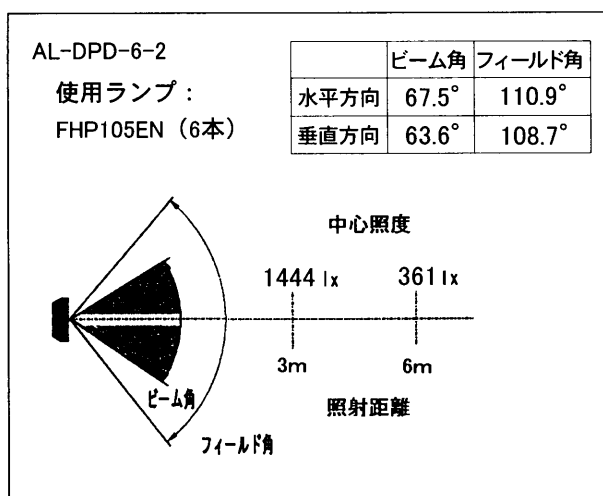 AL-DPD-6-2
使用ランプ：
FHP105EN（6本）
ビーム角 フィールド角
水平方向 67.5° 110.9°
垂直方向 63.6° 108.7°
中心照度
1444 lx 361 lx
3m 6m
照射距離
ビーム角
フィールド角